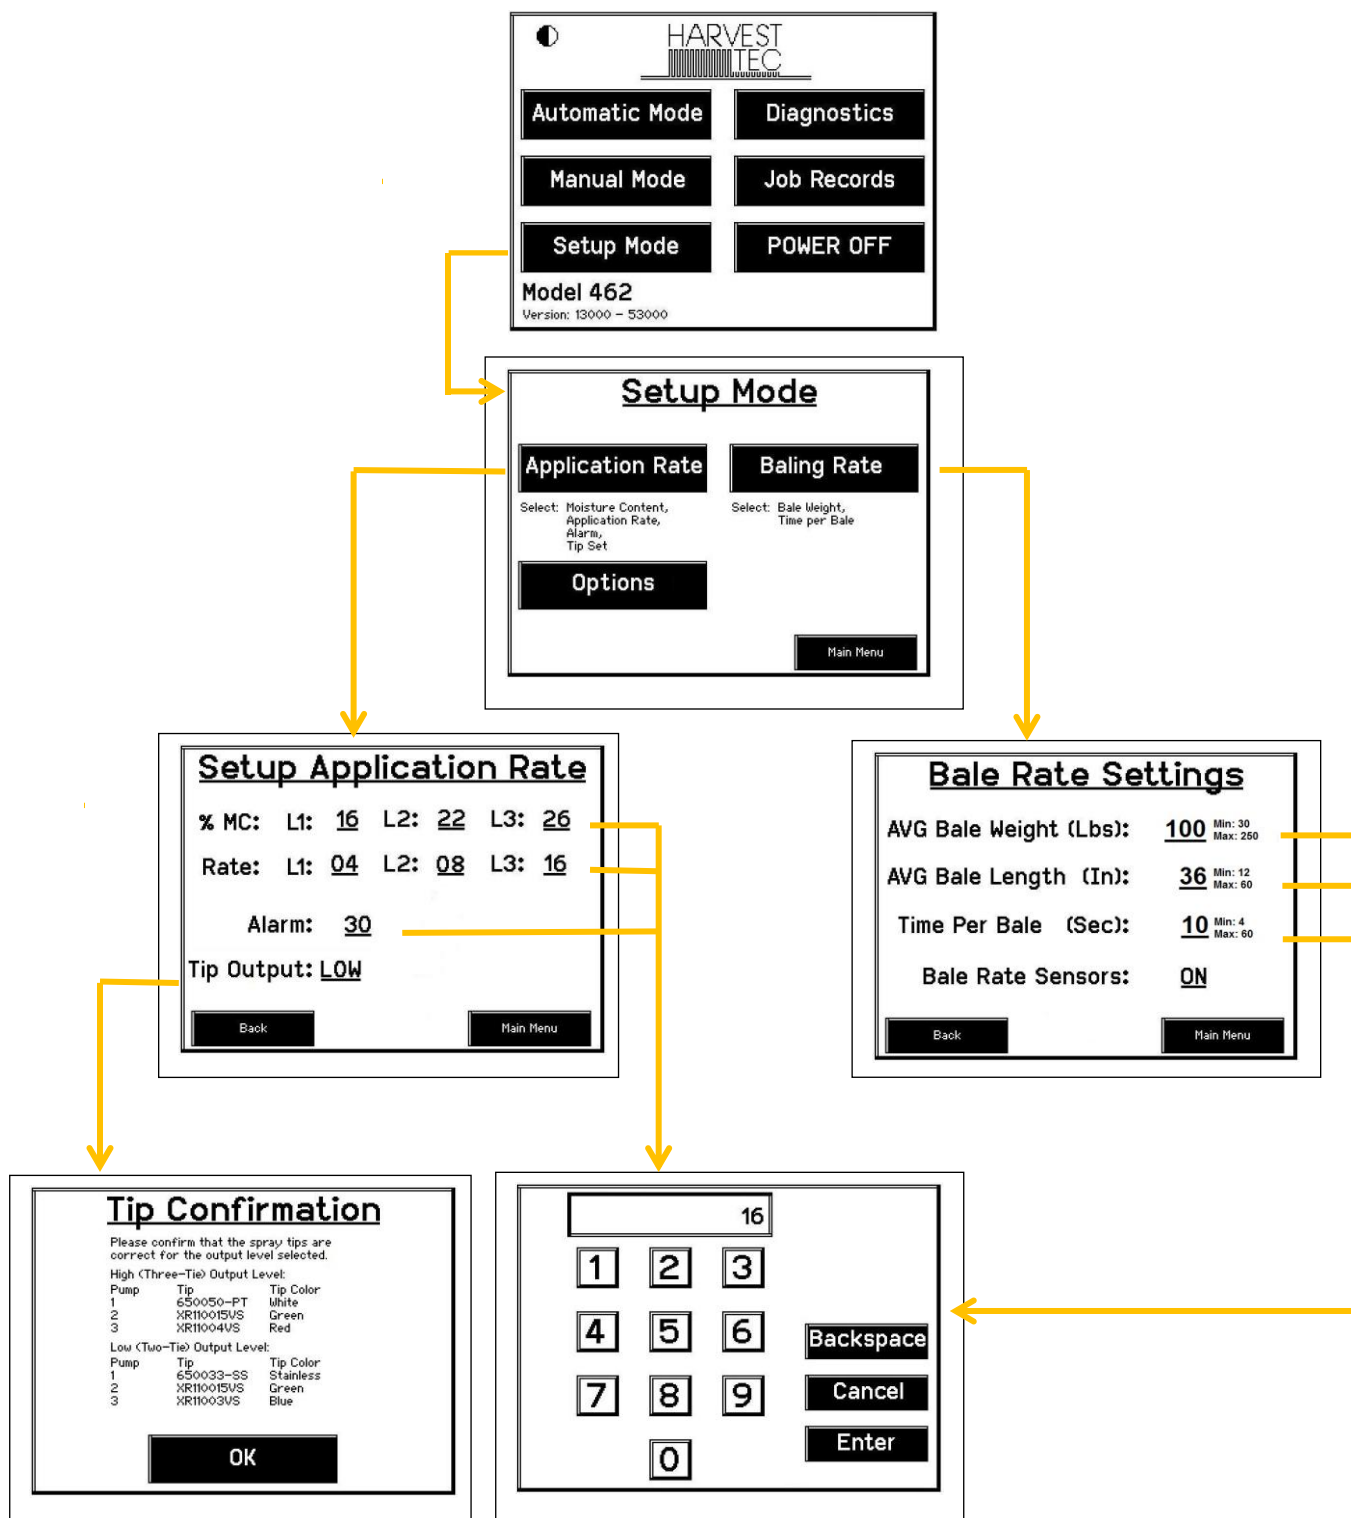 HARVEST
TEC
Automatic Mode
Diagnostics
Manual Mode
Job Records
Setup Mode
POWER OFF
Model 462
Version: 13000 - 53000
Setup Mode
Application Rate
Baling Rate
Select: Moisture Content,
Application Rate,
Alarm,
Tip Set
Select: Bale Weight,
Time per Bale
Options
Main Menu
Setup Application Rate
% MC: L1: 16 L2: 22 L3: 26
Rate: L1: 04 L2: 08 L3: 16
Alarm: 30
Tip Output: LOW
Back
Main Menu
Bale Rate Settings
AVG Bale Weight (Lbs): 100 Min: 30 Max: 250
AVG Bale Length (In): 36 Min: 12 Max: 60
Time Per Bale (Sec): 10 Min: 4 Max: 60
Bale Rate Sensors: ON
Back
Main Menu
Tip Confirmation
Please confirm that the spray tips are
correct for the output level selected.
High (Three-Tie) Output Level:
Pump Tip Tip Color
1 650050-PT White
2 XR110015VS Green
3 XR11004VS Red
Low (Two-Tie) Output Level:
Pump Tip Tip Color
1 650033-SS Stainless
2 XR110015VS Green
3 XR11003VS Blue
OK
16
1 2 3
4 5 6
Backspace
7 8 9
Cancel
Enter
0